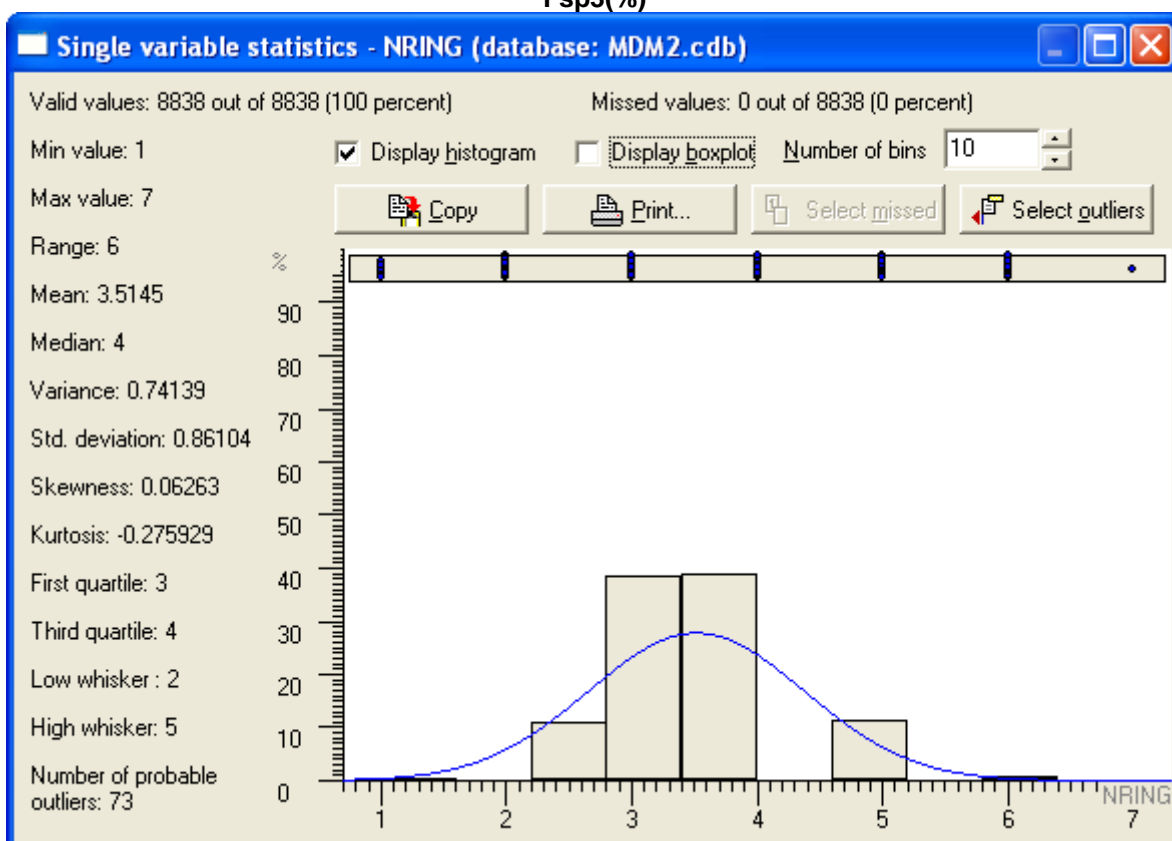 Fsp3(%)
Single variable statistics - NRING (database: MDM2.cdb)
Valid values: 8838 out of 8838 (100 percent)
Missed values: 0 out of 8838 (0 percent)
Min value: 1
Display histogram
Display boxplot
Number of bins
10
Max value: 7
Copy
Print...
Select missed
Select outliers
Range: 6
Mean: 3.5145
Median: 4
Variance: 0.74139
Std. deviation: 0.86104
Skewness: 0.06263
Kurtosis: -0.275929
First quartile: 3
Third quartile: 4
Low whisker : 2
High whisker: 5
Number of probable
outliers: 73
%
90
80
70
60
50
40
30
20
10
0
NRING
1 2 3 4 5 6 7